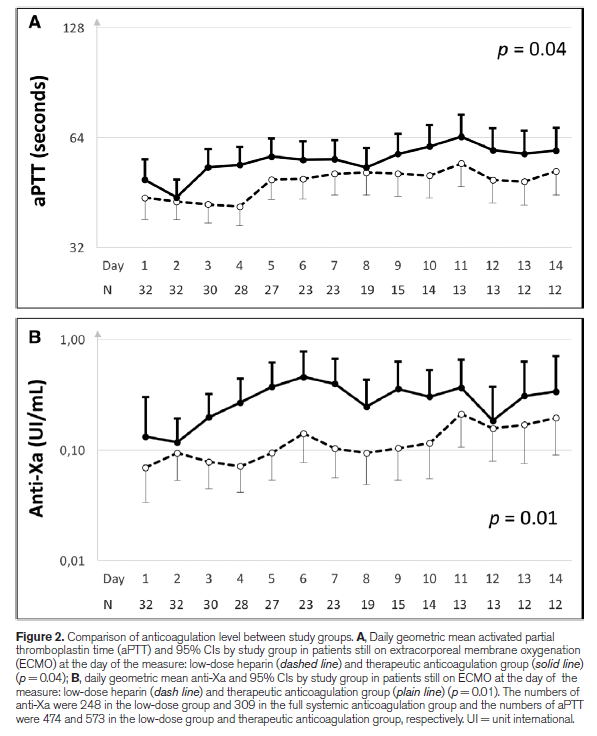 A
128
p = 0.04
aPTT (seconds)
64
32
Day 1 2 3 4 5 6 7 8 9 10 11 12 13 14
N 32 32 30 28 27 23 23 19 15 14 13 13 12 12
B
1,00
Anti-Xa (UI/mL)
0,10
p = 0.01
0,01
Day 1 2 3 4 5 6 7 8 9 10 11 12 13 14
N 32 32 30 28 27 23 23 19 15 14 13 13 12 12
Figure 2. Comparison of anticoagulation level between study groups. A, Daily geometric mean activated partial
thromboplastin time (aPTT) and 95% CIs by study group in patients still on extracorporeal membrane oxygenation
(ECMO) at the day of the measure: low-dose heparin (dashed line) and therapeutic anticoagulation group (solid line)
(p = 0.04); B, daily geometric mean anti-Xa and 95% CIs by study group in patients still on ECMO at the day of the
measure: low-dose heparin (dash line) and therapeutic anticoagulation group (plain line) (p = 0.01). The numbers of
anti-Xa were 248 in the low-dose group and 309 in the full systemic anticoagulation group and the numbers of aPTT
were 474 and 573 in the low-dose group and therapeutic anticoagulation group, respectively. UI = unit international.